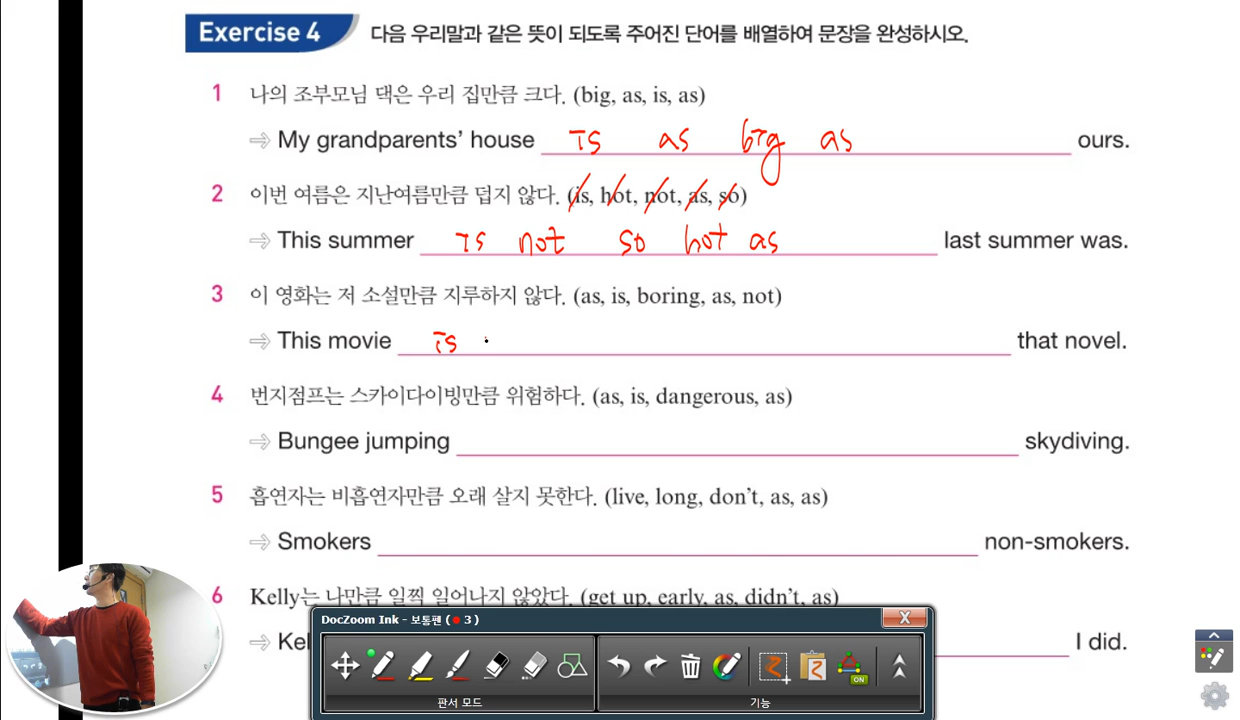 Exercise 4 다음 우리말과 같은 뜻이 되도록 주어진 단어를 배열하여 문장을 완성하시오.
1 나의 조부모님 댁은 우리 집만큼 크다. (big, as, is, as)
⇨ My grandparents' house is as big as ours.
2 이번 여름은 지난여름만큼 덥지 않다. (is, hot, not, as, so)
⇨ This summer is not so hot as last summer was.
3 이 영화는 저 소설만큼 지루하지 않다. (as, is, boring, as, not)
⇨ This movie is that novel.
4 번지점프는 스카이다이빙만큼 위험하다. (as, is, dangerous, as)
⇨ Bungee jumping skydiving.
5 흡연자는 비흡연자만큼 오래 살지 못한다. (live, long, don't, as, as)
⇨ Smokers non-smokers.
6 Kelly는 나만큼 일찍 일어나지 않았다. (get up, early, as, didn't, as)
⇨ I did.
DocZoom Ink - 보통펜 (● 3 )
ON
판서 모드 기능